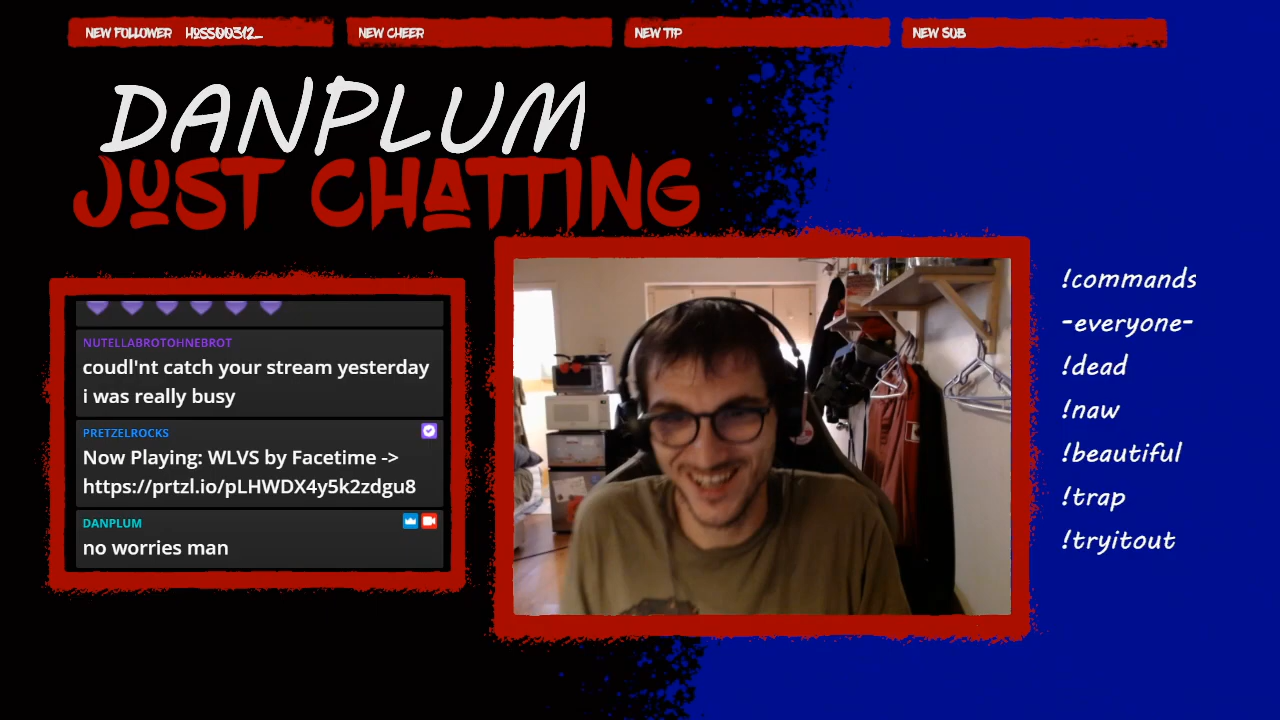 NEW FOLLOWER HOSSOO312_
NEW CHEER
NEW TIP
NEW SUB
DANPLUM
JUST CHATTING
NUTELLABROTOHNEBROT
coudl'nt catch your stream yesterday
i was really busy
PRETZELROCKS
Now Playing: WLVS by Facetime ->
https://prtzl.io/pLHWDX4y5k2zdgu8
DANPLUM
no worries man
!commands
-everyone-
!dead
!naw
!beautiful
!trap
!tryitout